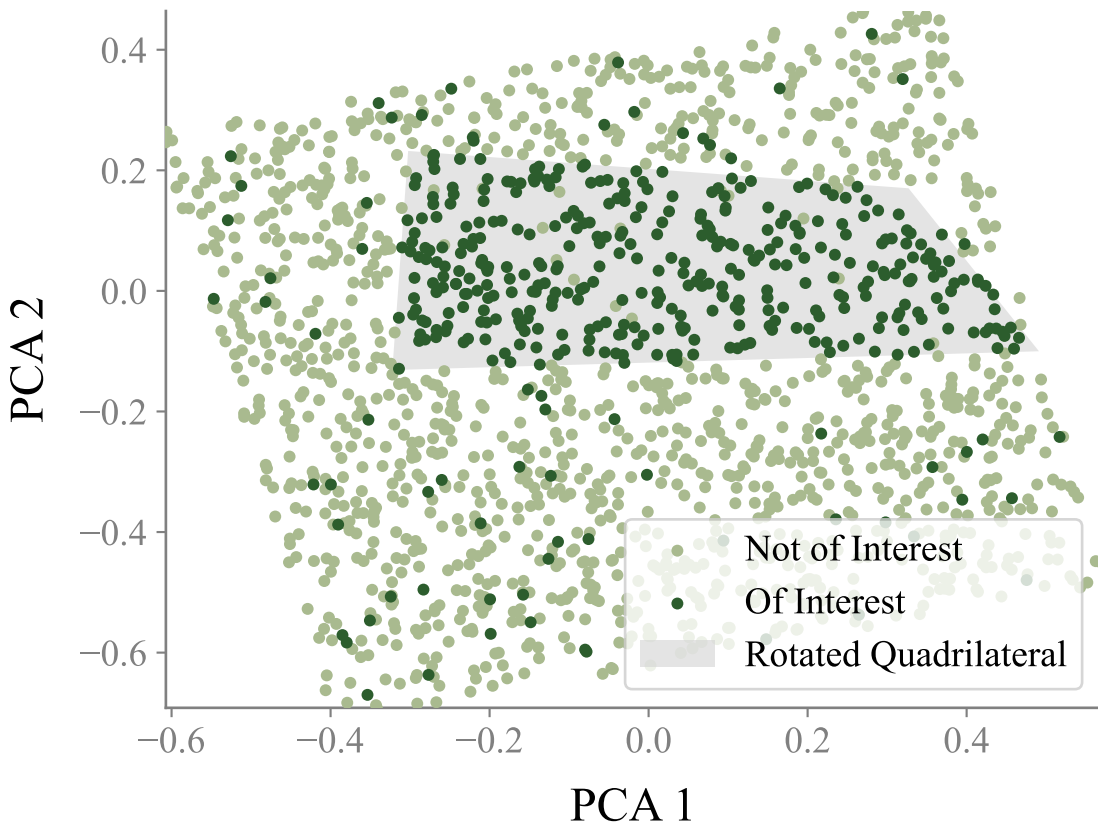 0.4
0.2
0.0
−0.2
−0.4
−0.6
PCA 2
Not of Interest
Of Interest
Rotated Quadrilateral
−0.6 −0.4 −0.2 0.0 0.2 0.4
PCA 1